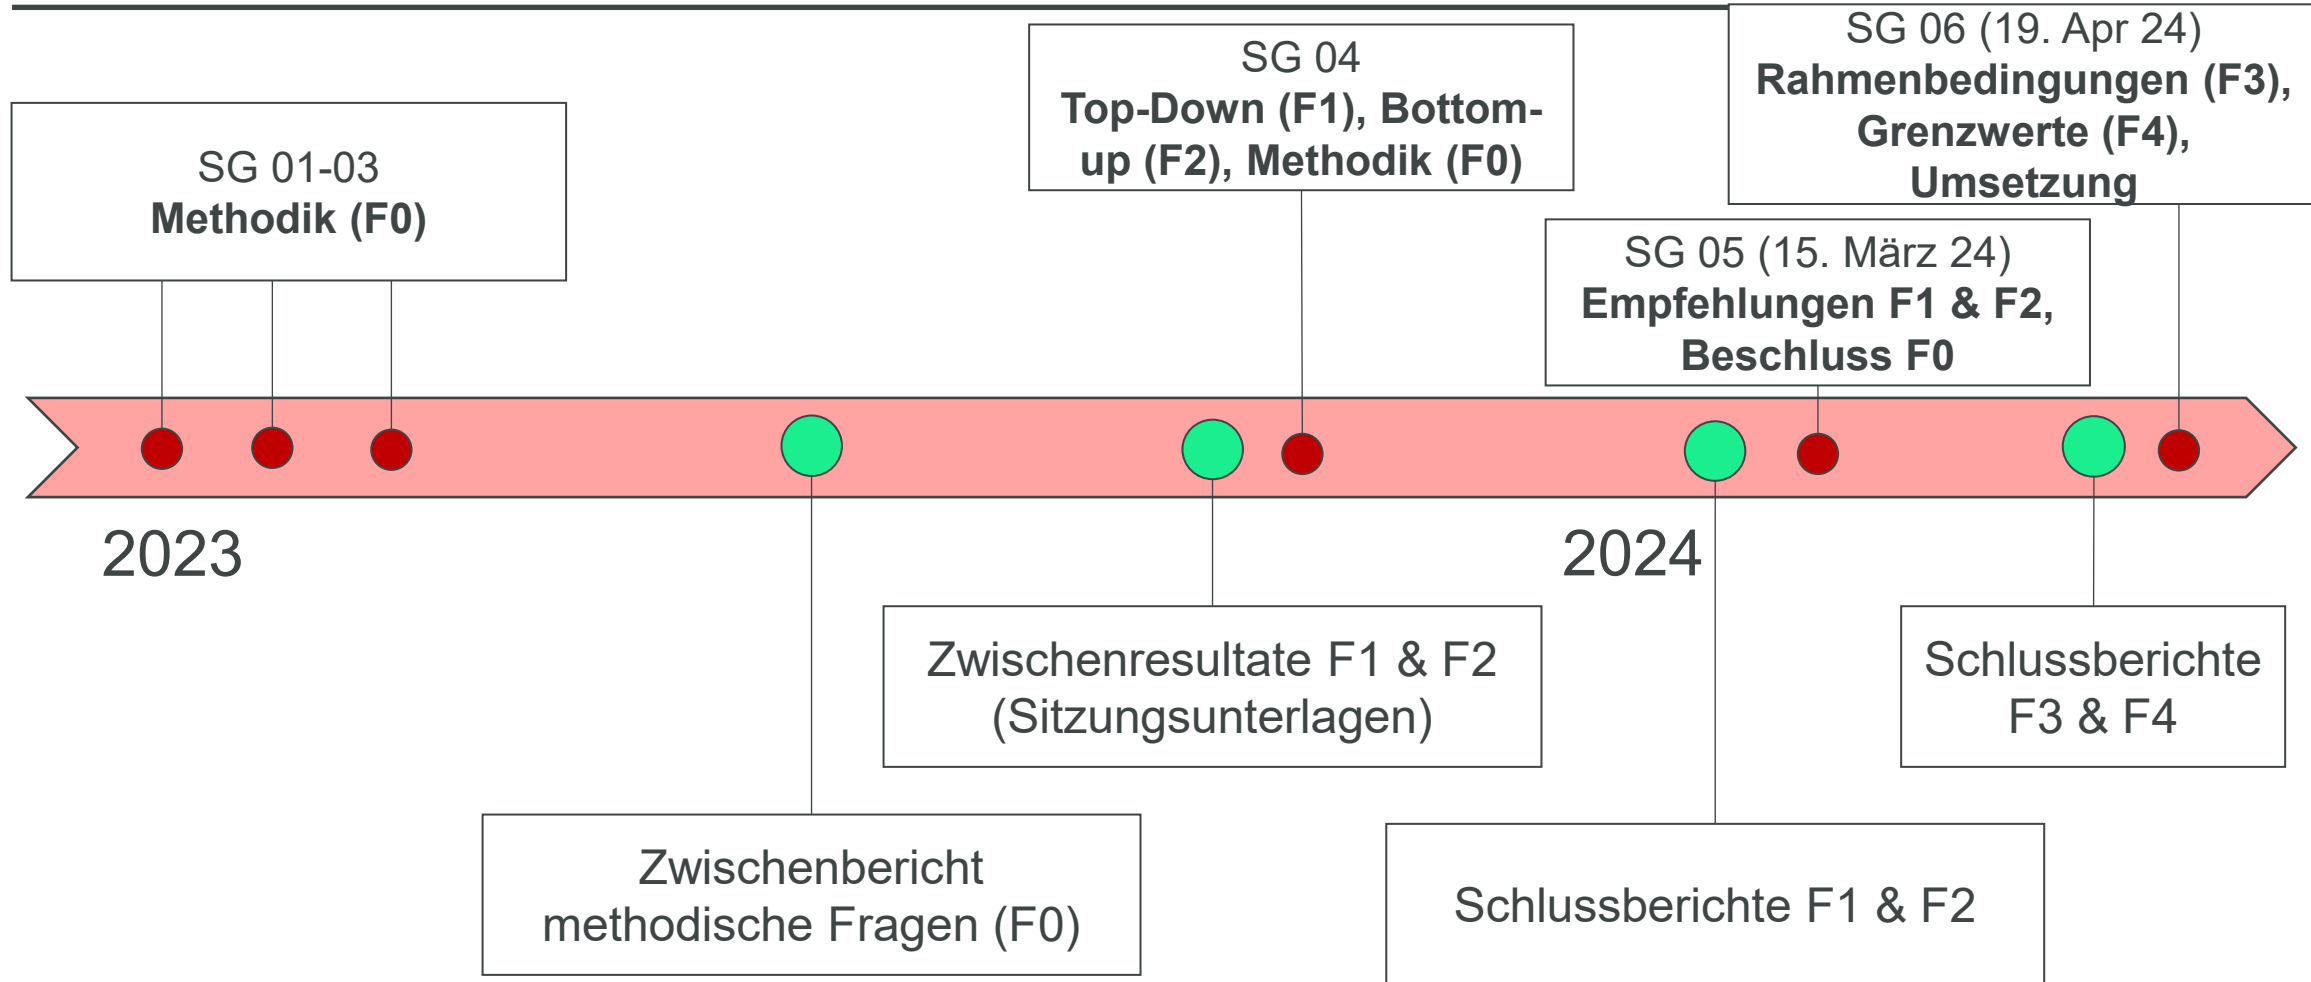 SG 01-03
Methodik (F0)
SG 04
Top-Down (F1), Bottom-
up (F2), Methodik (F0)
SG 06 (19. Apr 24)
Rahmenbedingungen (F3),
Grenzwerte (F4),
Umsetzung
SG 05 (15. März 24)
Empfehlungen F1 & F2,
Beschluss F0
2023
2024
Zwischenresultate F1 & F2
(Sitzungsunterlagen)
Schlussberichte
F3 & F4
Zwischenbericht
methodische Fragen (F0)
Schlussberichte F1 & F2